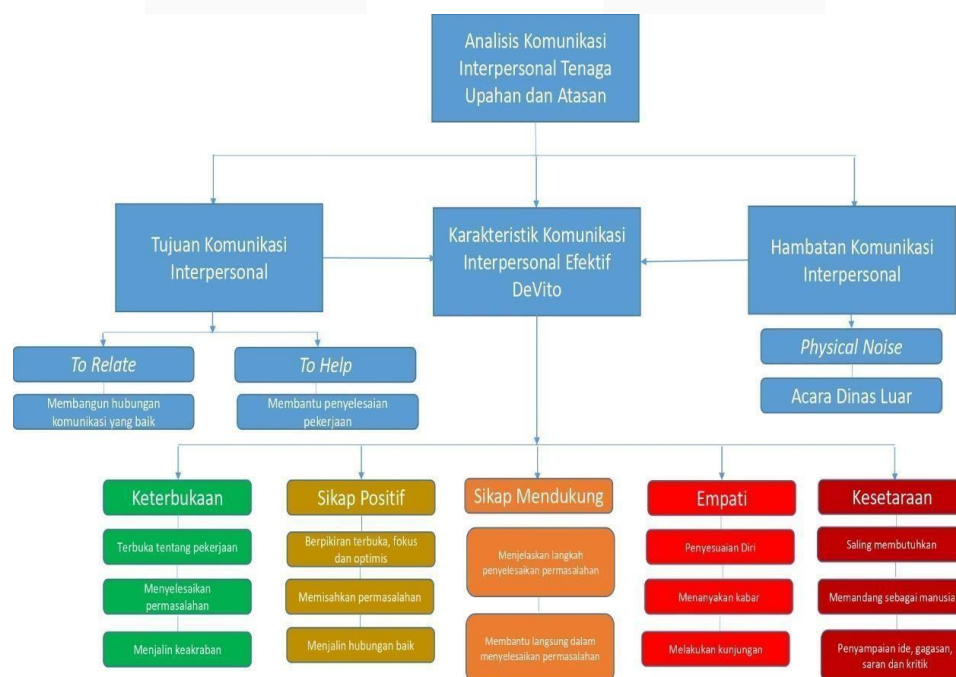 Analisis Komunikasi
Interpersonal Tenaga
Upahan dan Atasan
Tujuan Komunikasi
Interpersonal
Karakteristik Komunikasi
Interpersonal Efektif
DeVito
Hambatan Komunikasi
Interpersonal
To Relate
To Help
Physical Noise
Membangun hubungan
komunikasi yang baik
Membantu penyelesaian
pekerjaan
Acara Dinas Luar
Keterbukaan
Terbuka tentang pekerjaan
Menyelesaikan
permasalahan
Menjalin keakraban
Sikap Positif
Berpikiran terbuka, fokus
dan optimis
Memisahkan permasalahan
Menjalin hubungan baik
Sikap Mendukung
Menjelaskan langkah
penyelesaikan permasalahan
Membantu langsung dalam
menyelesaikan permasalahan
Empati
Penyesuaian Diri
Menanyakan kabar
Melakukan kunjungan
Kesetaraan
Saling membutuhkan
Memandang sebagai manusia
Penyampaian ide, gagasan,
saran dan kritik